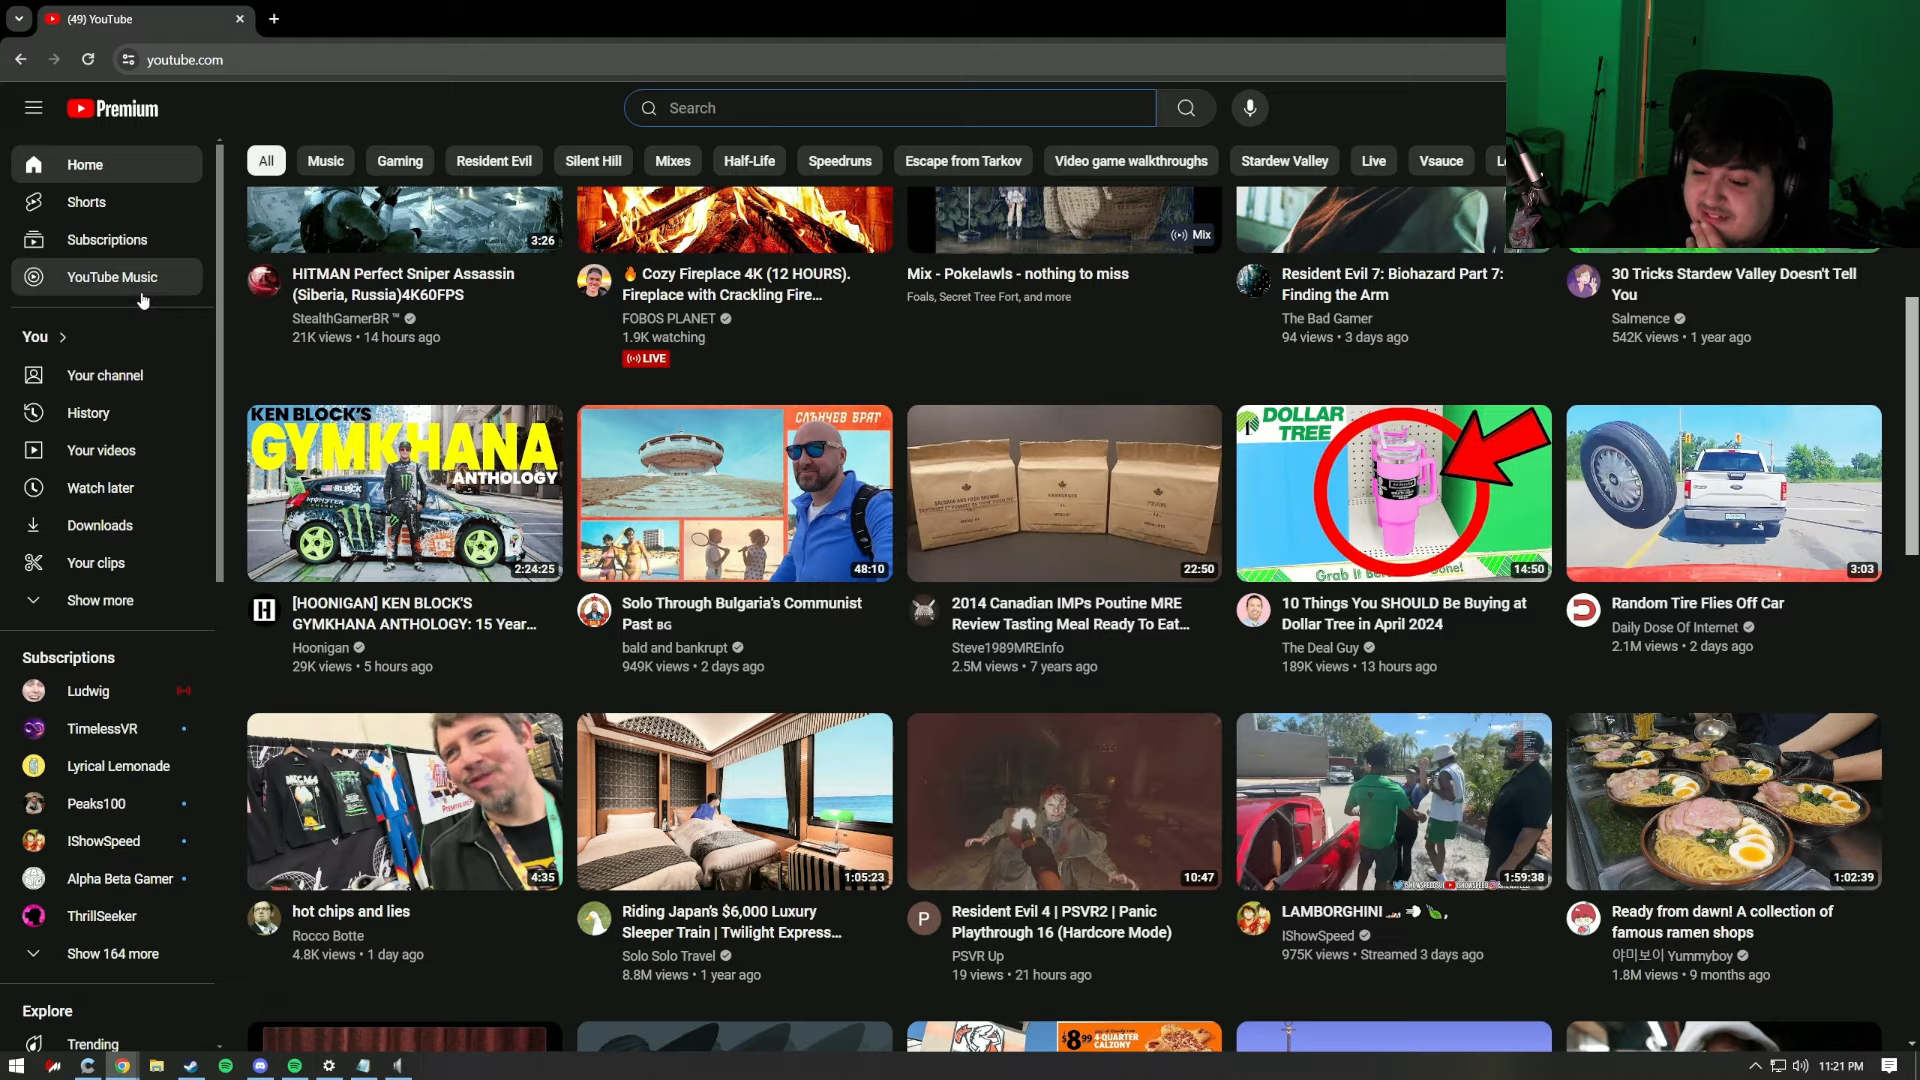 (49) YouTube
youtube.com
Premium
Search
Home
Shorts
Subscriptions
YouTube Music
You
Your channel
History
Your videos
Watch later
Downloads
Your clips
Show more
Subscriptions
Ludwig
TimelessVR
Lyrical Lemonade
Peaks100
IShowSpeed
Alpha Beta Gamer
ThrillSeeker
Show 164 more
Explore
Trending
All
Music
Gaming
Resident Evil
Silent Hill
Mixes
Half-Life
Speedruns
Escape from Tarkov
Video game walkthroughs
Stardew Valley
Live
Vsauce
3:26
Mix
HITMAN Perfect Sniper Assassin
(Siberia, Russia)4K60FPS
StealthGamerBR ™
21K views • 14 hours ago
🔥 Cozy Fireplace 4K (12 HOURS).
Fireplace with Crackling Fire...
FOBOS PLANET
1.9K watching
LIVE
Mix - Pokelawls - nothing to miss
Foals, Secret Tree Fort, and more
Resident Evil 7: Biohazard Part 7:
Finding the Arm
The Bad Gamer
94 views • 3 days ago
30 Tricks Stardew Valley Doesn't Tell
You
Salmence
542K views • 1 year ago
KEN BLOCK'S
GYMKHANA
ANTHOLOGY
2:24:25
СЛЪНЧЕВ БРЯГ
48:10
22:50
DOLLAR
TREE
14:50
3:03
[HOONIGAN] KEN BLOCK'S
GYMKHANA ANTHOLOGY: 15 Year...
Hoonigan
29K views • 5 hours ago
Solo Through Bulgaria's Communist
Past BG
bald and bankrupt
949K views • 2 days ago
2014 Canadian IMPs Poutine MRE
Review Tasting Meal Ready To Eat...
Steve1989MREInfo
2.5M views • 7 years ago
10 Things You SHOULD Be Buying at
Dollar Tree in April 2024
The Deal Guy
189K views • 13 hours ago
Random Tire Flies Off Car
Daily Dose Of Internet
2.1M views • 2 days ago
4:35
1:05:23
10:47
1:59:38
1:02:39
hot chips and lies
Rocco Botte
4.8K views • 1 day ago
Riding Japan's $6,000 Luxury
Sleeper Train | Twilight Express...
Solo Solo Travel
8.8M views • 1 year ago
P
Resident Evil 4 | PSVR2 | Panic
Playthrough 16 (Hardcore Mode)
PSVR Up
19 views • 21 hours ago
LAMBORGHINI
IShowSpeed
975K views • Streamed 3 days ago
Ready from dawn! A collection of
famous ramen shops
야미보이 Yummyboy
1.8M views • 9 months ago
$8.99 4-QUARTER
CALZONY
11:21 PM